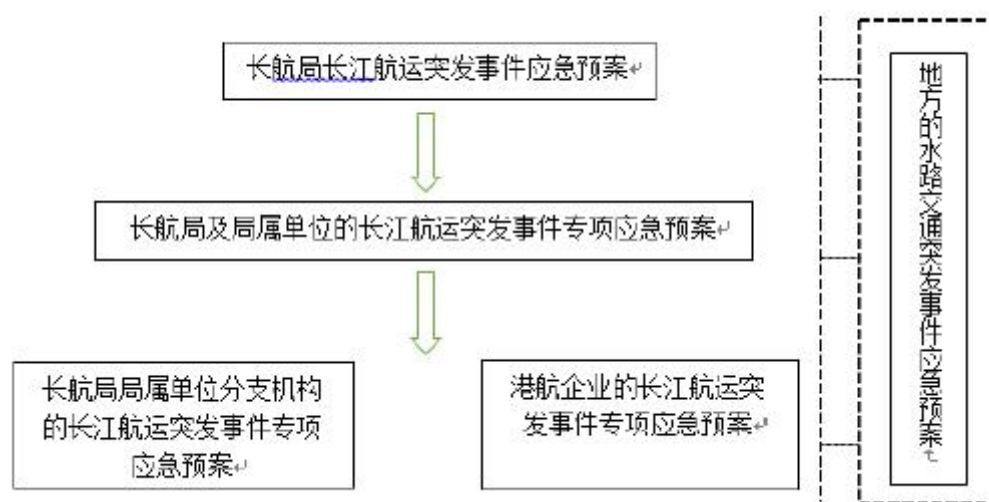 长航局长江航运突发事件应急预案
长航局及局属单位的长江航运突发事件专项应急预案
长航局局属单位分支机构
的长江航运突发事件专项
应急预案
港航企业的长江航运突
发事件专项应急预案
地方的水路交通突发事件应急预案